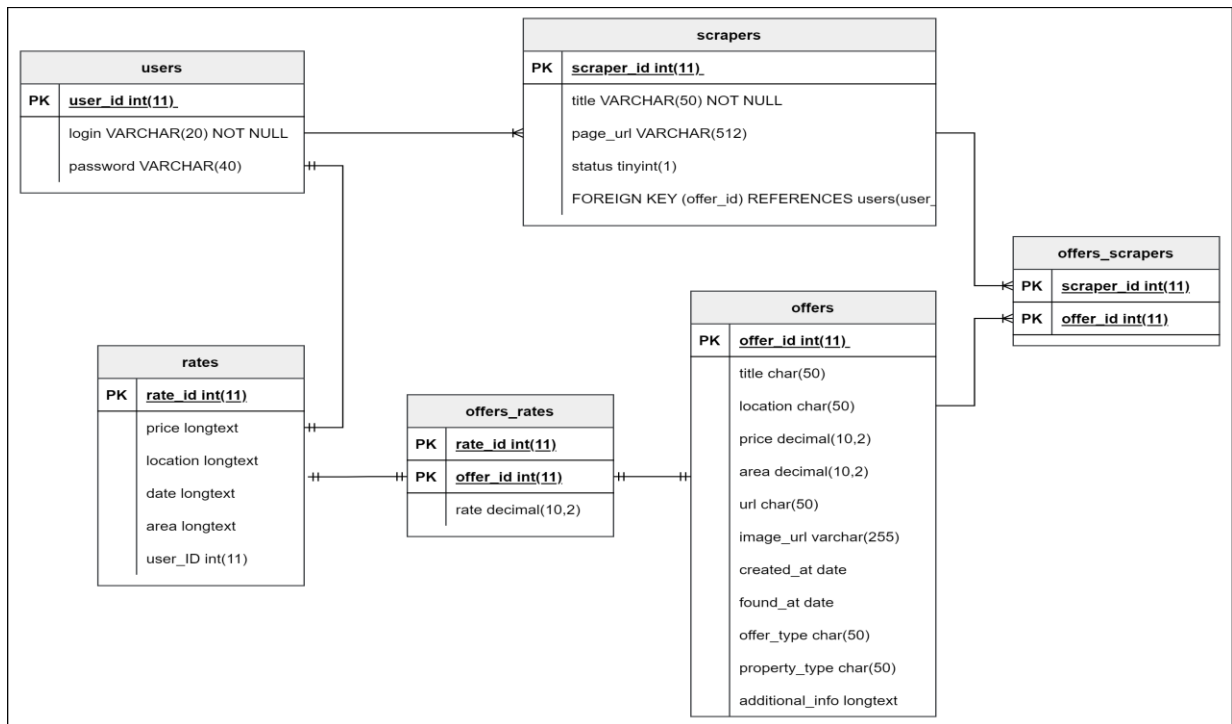 users
PK user_id int(11)
login VARCHAR(20) NOT NULL
password VARCHAR(40)
scrapers
PK scraper_id int(11)
title VARCHAR(50) NOT NULL
page_url VARCHAR(512)
status tinyint(1)
FOREIGN KEY (offer_id) REFERENCES users(user_
offers_scrapers
PK scraper_id int(11)
PK offer_id int(11)
rates
PK rate_id int(11)
price longtext
location longtext
date longtext
area longtext
user_ID int(11)
offers_rates
PK rate_id int(11)
PK offer_id int(11)
rate decimal(10,2)
offers
PK offer_id int(11)
title char(50)
location char(50)
price decimal(10,2)
area decimal(10,2)
url char(50)
image_url varchar(255)
created_at date
found_at date
offer_type char(50)
property_type char(50)
additional_info longtext